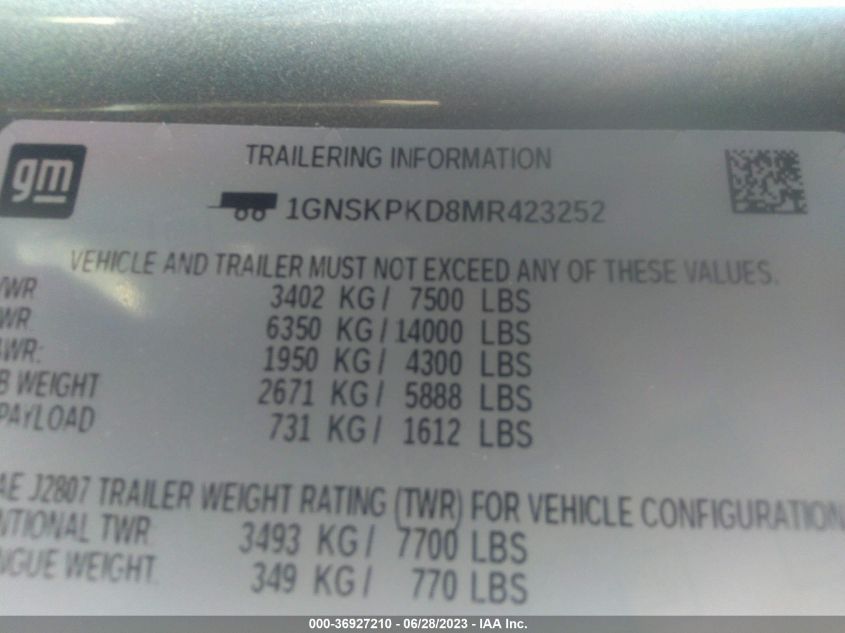 gm
TRAILERING INFORMATION
1GNSKPKD8MR423252
VEHICLE AND TRAILER MUST NOT EXCEED ANY OF THESE VALUES.
VWR 3402 KG/ 7500 LBS
WR 6350 KG/14000 LBS
AWR: 1950 KG/ 4300 LBS
B WEIGHT 2671 KG/ 5888 LBS
PAYLOAD 731 KG/ 1612 LBS
AE J2807 TRAILER WEIGHT RATING (TWR) FOR VEHICLE CONFIGURATION
NTIONAL TWR 3493 KG/ 7700 LBS
NGUE WEIGHT 349 KG/ 770 LBS
000-36927210 - 06/28/2023 - IAA Inc.